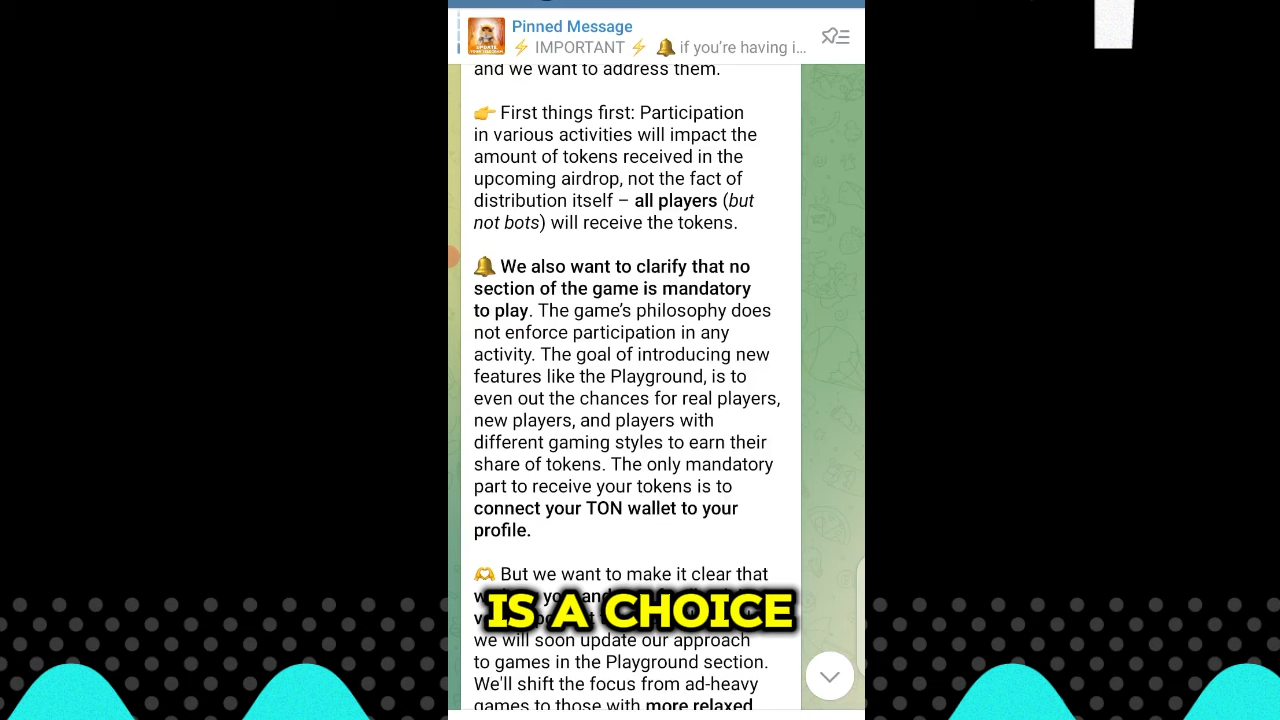 Pinned Message
⚡ IMPORTANT ⚡ 🔔 if you're having i...
and we want to address them.
👉 First things first: Participation
in various activities will impact the
amount of tokens received in the
upcoming airdrop, not the fact of
distribution itself – all players (but
not bots) will receive the tokens.
🔔 We also want to clarify that no
section of the game is mandatory
to play. The game's philosophy does
not enforce participation in any
activity. The goal of introducing new
features like the Playground, is to
even out the chances for real players,
new players, and players with
different gaming styles to earn their
share of tokens. The only mandatory
part to receive your tokens is to
connect your TON wallet to your
profile.
🫶 But we want to make it clear that
IS A CHOICE
we will soon update our approach
to games in the Playground section.
We'll shift the focus from ad-heavy
games to those with more relaxed